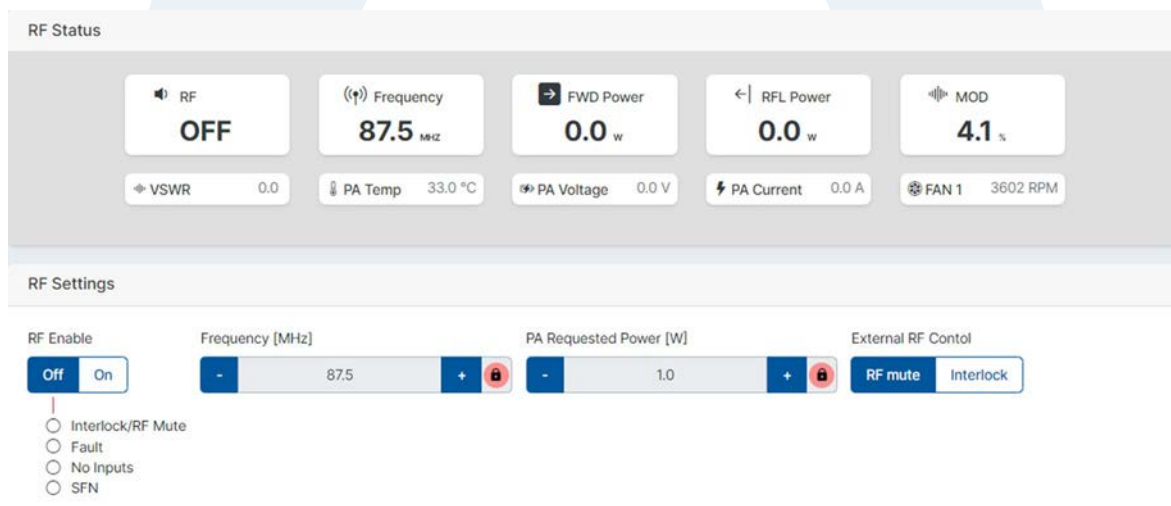 RF Status
RF
OFF
Frequency
87.5 MHZ
FWD Power
0.0 W
RFL Power
0.0 W
MOD
4.1 %
VSWR 0.0
PA Temp 33.0 °C
PA Voltage 0.0 V
PA Current 0.0 A
FAN 1 3602 RPM
RF Settings
RF Enable
Off On
Interlock/RF Mute
Fault
No Inputs
SFN
Frequency [MHz]
- 87.5 +
PA Requested Power [W]
- 1.0 +
External RF Contol
RF mute Interlock